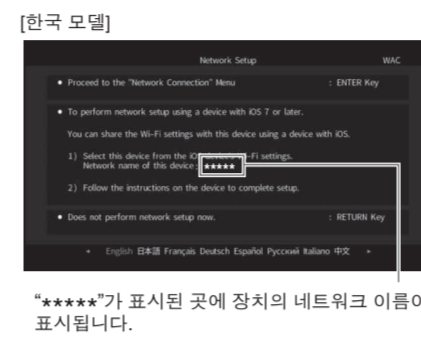 [한국 모델]
Network Setup WAC
• Proceed to the "Network Connection" Menu : ENTER Key
• To perform network setup using a device with iOS 7 or later.
You can share the Wi-Fi settings with this device using a device with iOS.
1) Select this device from the iOS device's Wi-Fi settings.
Network name of this device : *****
2) Follow the instructions on the device to complete setup.
• Does not perform network setup now. : RETURN Key
◄ English 日本語 Français Deutsch Español Русский Italiano 中文 ►
“*****”가 표시된 곳에 장치의 네트워크 이름이
표시됩니다.